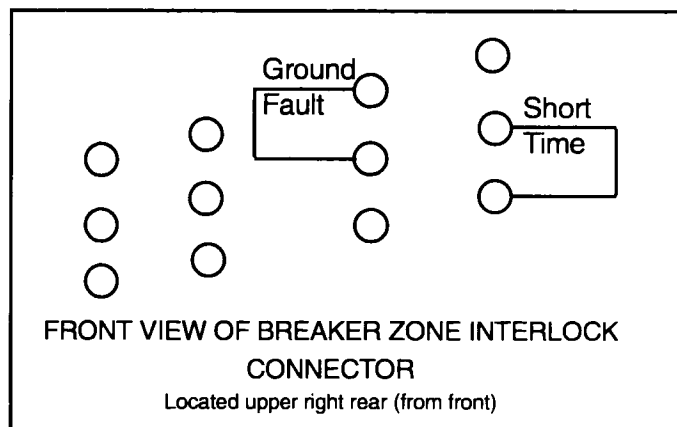 Ground
Fault
Short
Time
FRONT VIEW OF BREAKER ZONE INTERLOCK
CONNECTOR
Located upper right rear (from front)